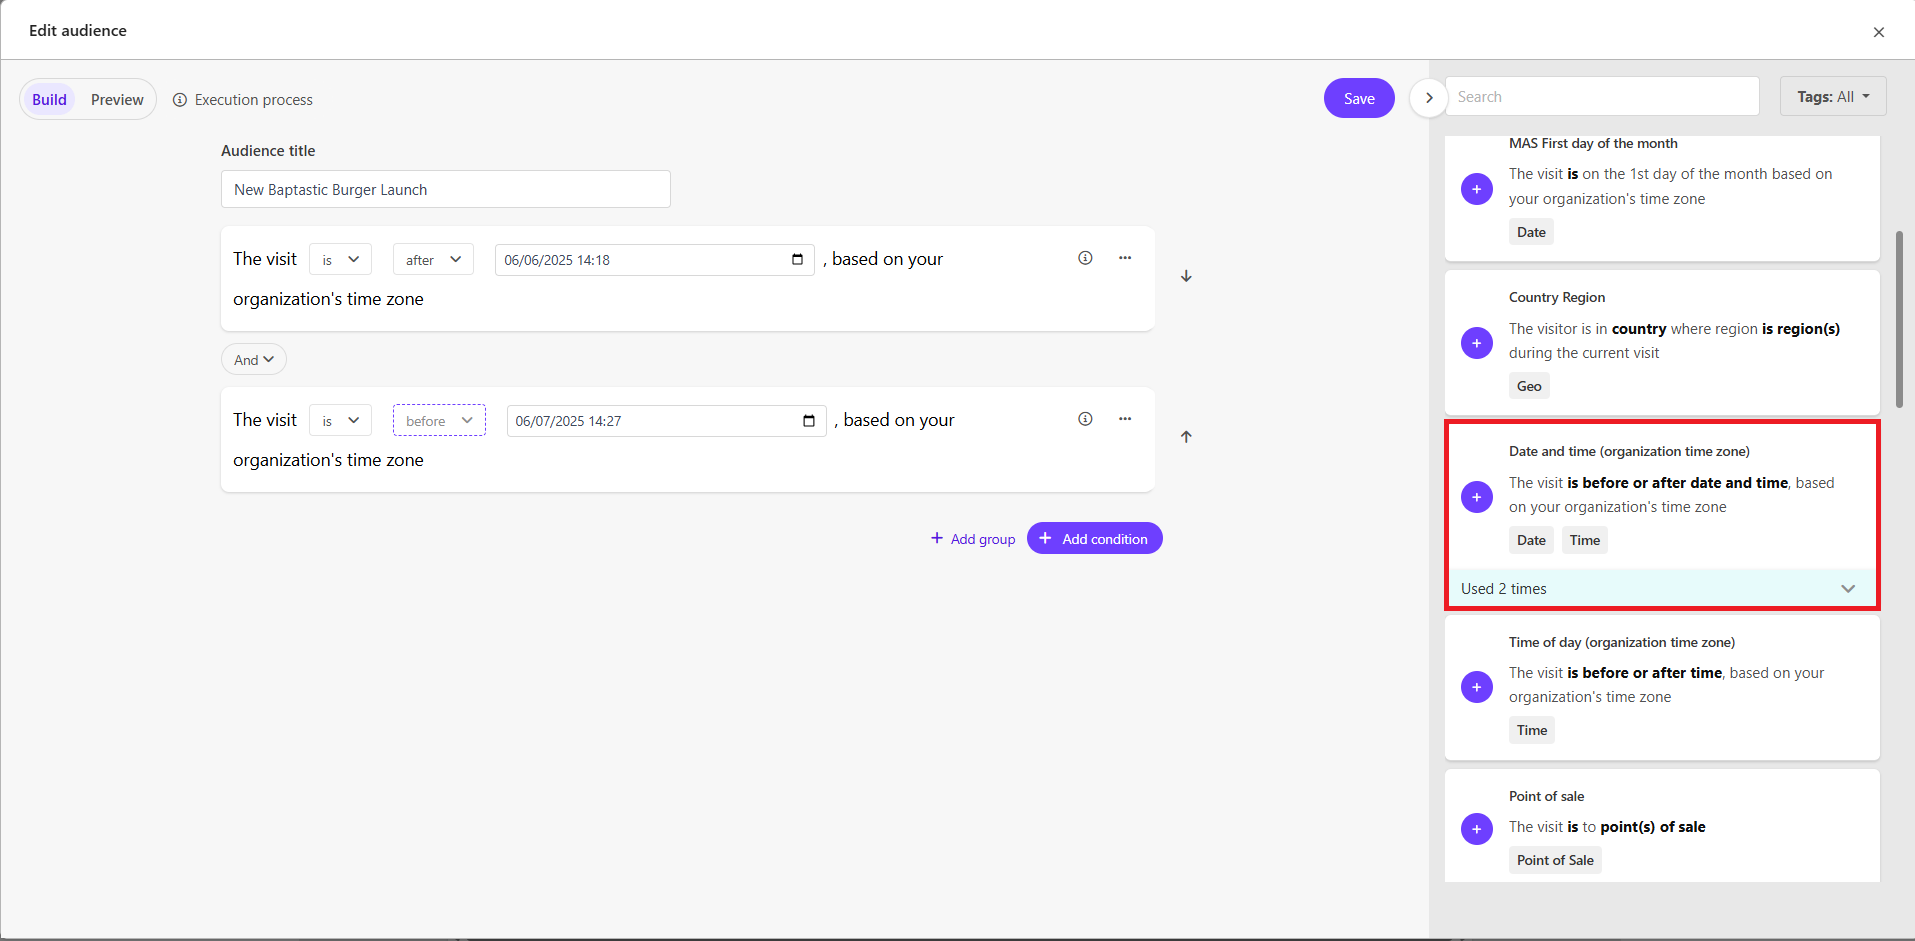 Edit audience
Build
Preview
Execution process
Save
Search
Tags: All
Audience title
New Baptastic Burger Launch
The visit is after 06/06/2025 14:18 , based on your
organization's time zone
And
The visit is before 06/07/2025 14:27 , based on your
organization's time zone
+ Add group
+ Add condition
MAS First day of the month
The visit is on the 1st day of the month based on
your organization's time zone
Date
Country Region
The visitor is in country where region is region(s)
during the current visit
Geo
Date and time (organization time zone)
The visit is before or after date and time, based
on your organization's time zone
Date Time
Used 2 times
Time of day (organization time zone)
The visit is before or after time, based on your
organization's time zone
Time
Point of sale
The visit is to point(s) of sale
Point of Sale